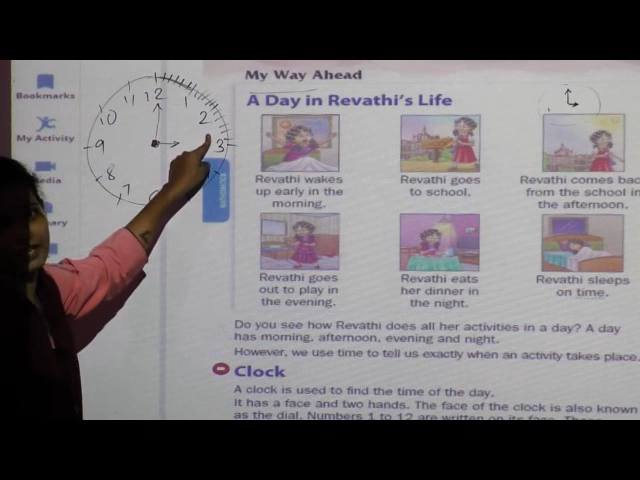 My Way Ahead
A Day in Revathi's Life
Bookmarks
My Activity
12
1
2
3
7
8
9
10
11
Revathi wakes
up early in the
morning.
Revathi goes
to school.
Revathi comes
from the school
the afternoon.
Revathi goes
out to play in
the evening.
Revathi eats
her dinner in
the night.
Revathi sleeps
on time.
Do you see how Revathi does all her activities in a day? A day
has morning, afternoon, evening and night.
However, we use time to tell us exactly when an activity takes place.
Clock
A clock is used to find the time of the day.
It has a face and two hands. The face of the clock is also known
as the dial. Numbers 1 to 12 are written on its face.